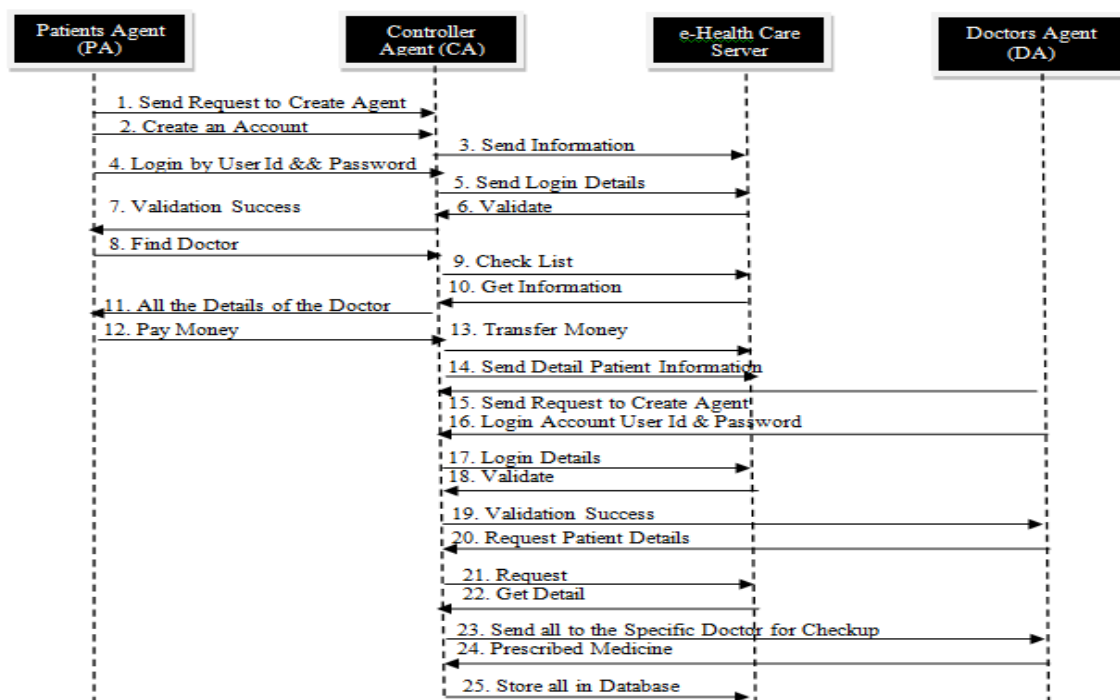 Patients Agent
(PA)
Controller
Agent (CA)
e-Health Care
Server
Doctors Agent
(DA)
1. Send Request to Create Agent
2. Create an Account
3. Send Information
4. Login by User Id && Password
5. Send Login Details
6. Validate
7. Validation Success
8. Find Doctor
9. Check List
10. Get Information
11. All the Details of the Doctor
12. Pay Money
13. Transfer Money
14. Send Detail Patient Information
15. Send Request to Create Agent
16. Login Account User Id & Password
17. Login Details
18. Validate
19. Validation Success
20. Request Patient Details
21. Request
22. Get Detail
23. Send all to the Specific Doctor for Checkup
24. Prescribed Medicine
25. Store all in Database